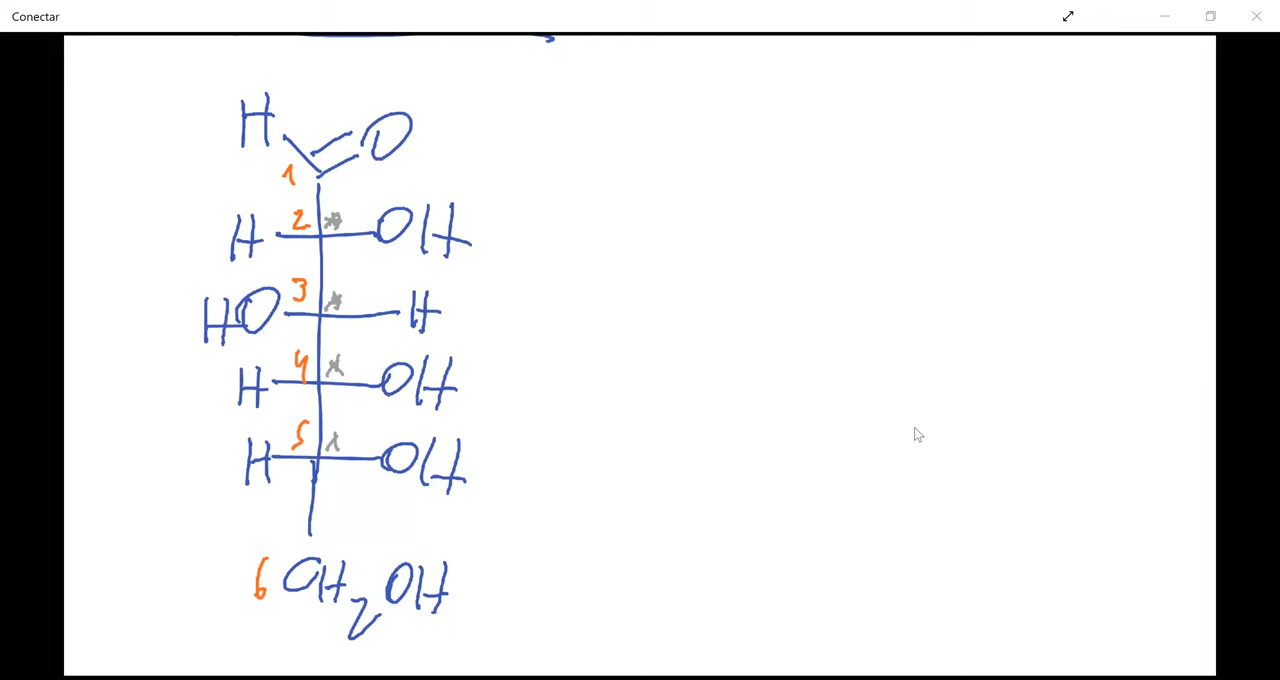 Conectar
H O
1
H 2 * OH
HO 3 * H
H 4 * OH
H 5 * OH
6 CH2OH